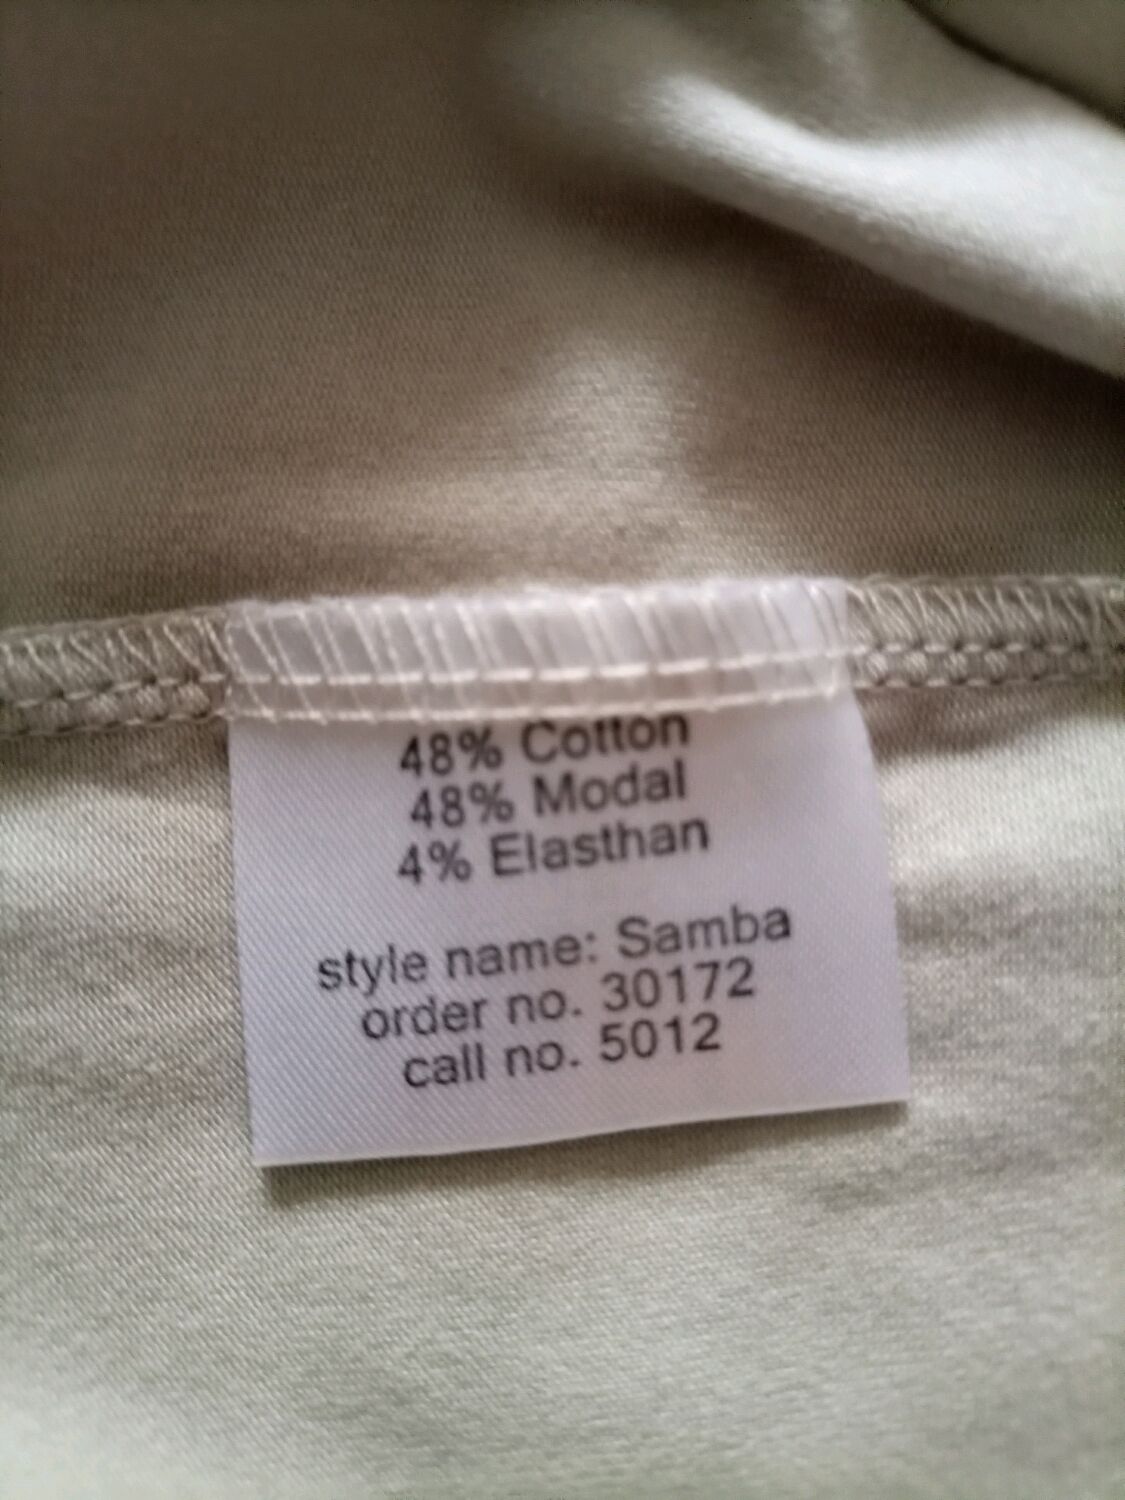 48% Cotton
48% Modal
4% Elasthan
style name: Samba
order no. 30172
call no. 5012